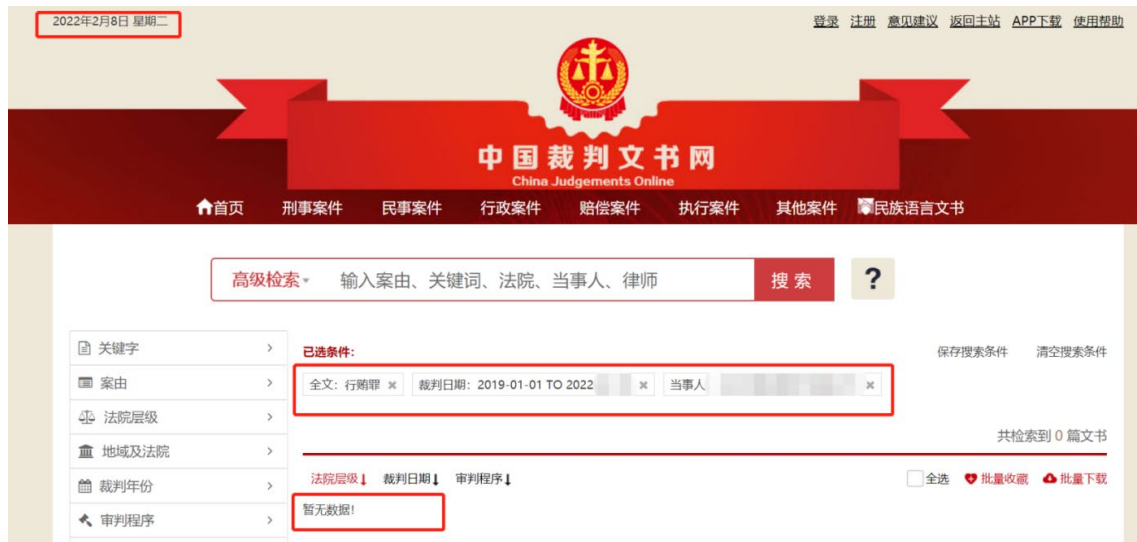 2022年2月8日 星期二
登录 注册 意见建议 返回主站 APP下载 使用帮助
中国裁判文书网
China Judgements Online
首页 刑事案件 民事案件 行政案件 赔偿案件 执行案件 其他案件 民族语言文书
高级检索 输入案由、关键词、法院、当事人、律师 搜索 ?
关键字
已选条件: 保存搜索条件 清空搜索条件
案由
全文: 行贿罪 × 裁判日期: 2019-01-01 TO 2022 × 当事人 ×
法院层级
地域及法院
共检索到 0 篇文书
裁判年份
法院层级↓ 裁判日期↓ 审判程序↓ 全选 批量收藏 批量下载
审判程序
暂无数据!